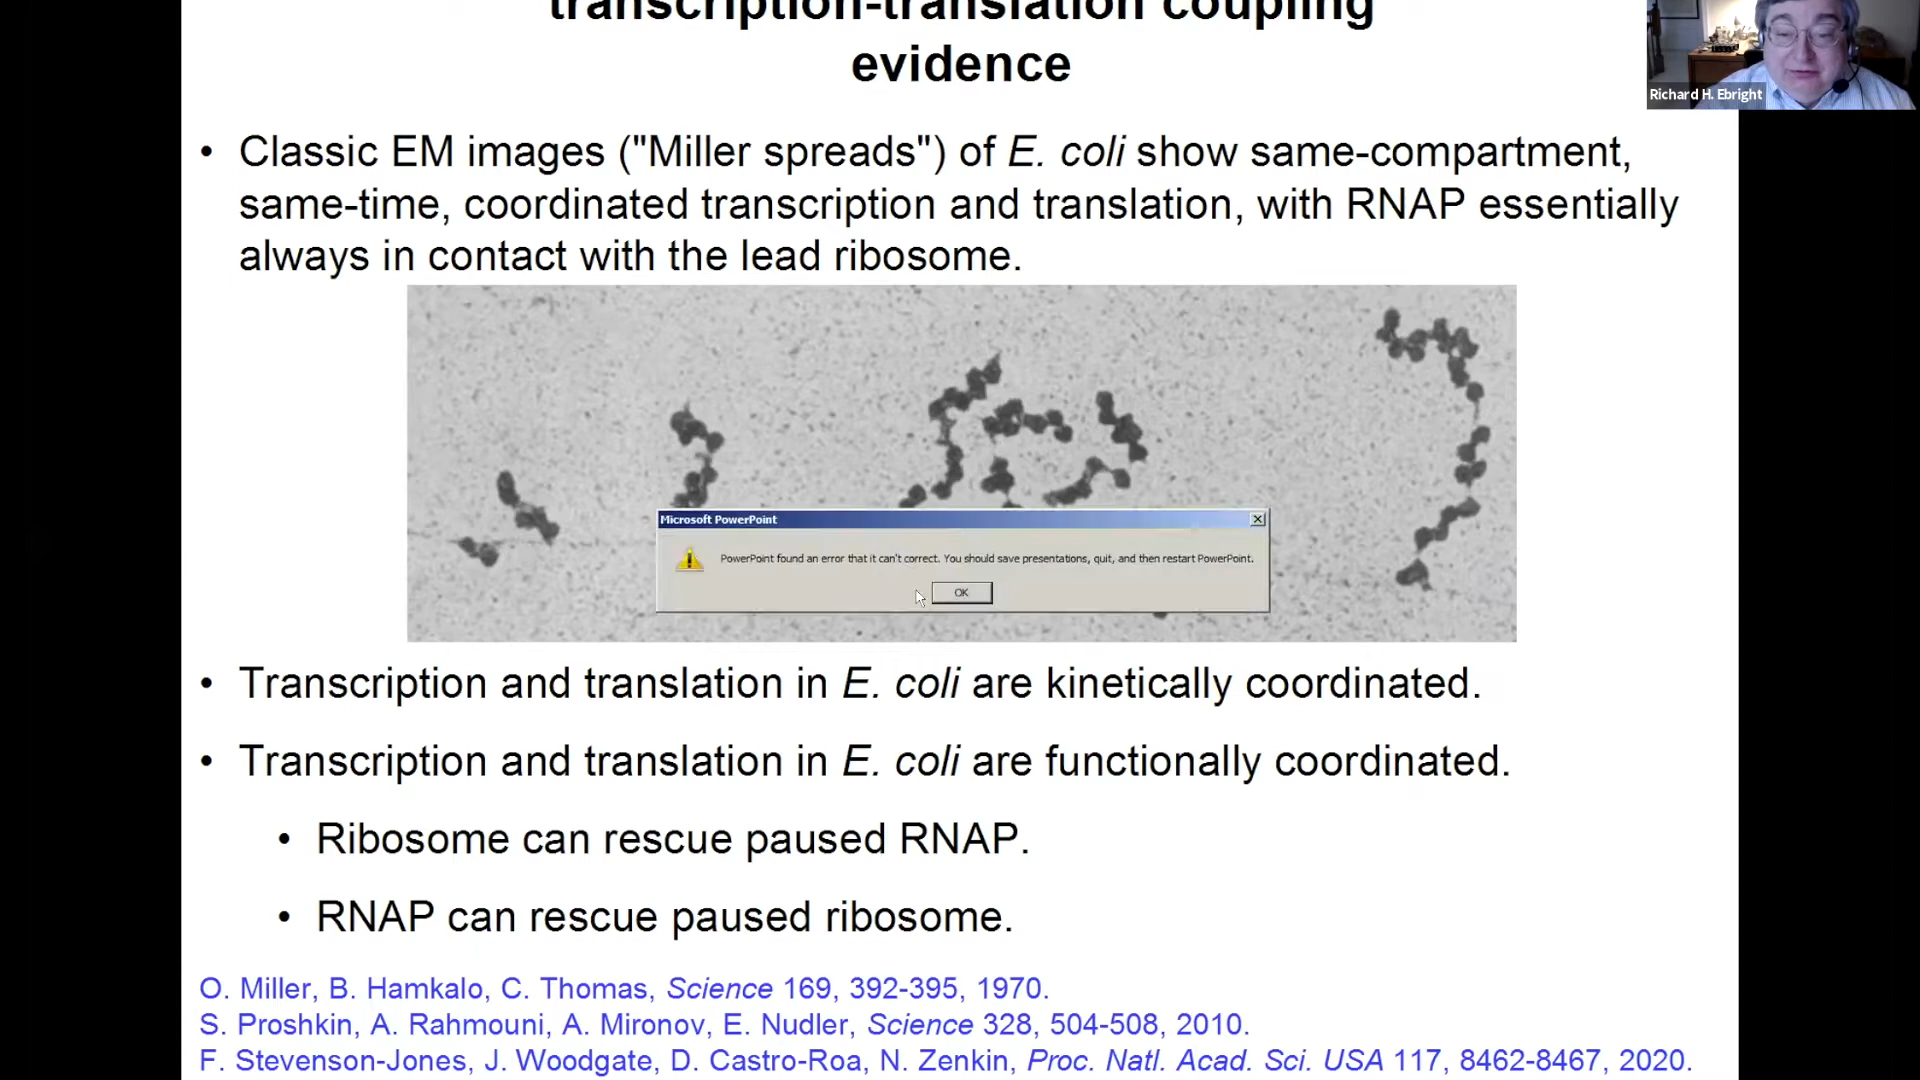 transcription-translation coupling
evidence
Richard H. Ebright
• Classic EM images ("Miller spreads") of E. coli show same-compartment,
same-time, coordinated transcription and translation, with RNAP essentially
always in contact with the lead ribosome.
Microsoft PowerPoint
PowerPoint found an error that it can't correct. You should save presentations, quit, and then restart PowerPoint.
OK
• Transcription and translation in E. coli are kinetically coordinated.
• Transcription and translation in E. coli are functionally coordinated.
• Ribosome can rescue paused RNAP.
• RNAP can rescue paused ribosome.
O. Miller, B. Hamkalo, C. Thomas, Science 169, 392-395, 1970.
S. Proshkin, A. Rahmouni, A. Mironov, E. Nudler, Science 328, 504-508, 2010.
F. Stevenson-Jones, J. Woodgate, D. Castro-Roa, N. Zenkin, Proc. Natl. Acad. Sci. USA 117, 8462-8467, 2020.